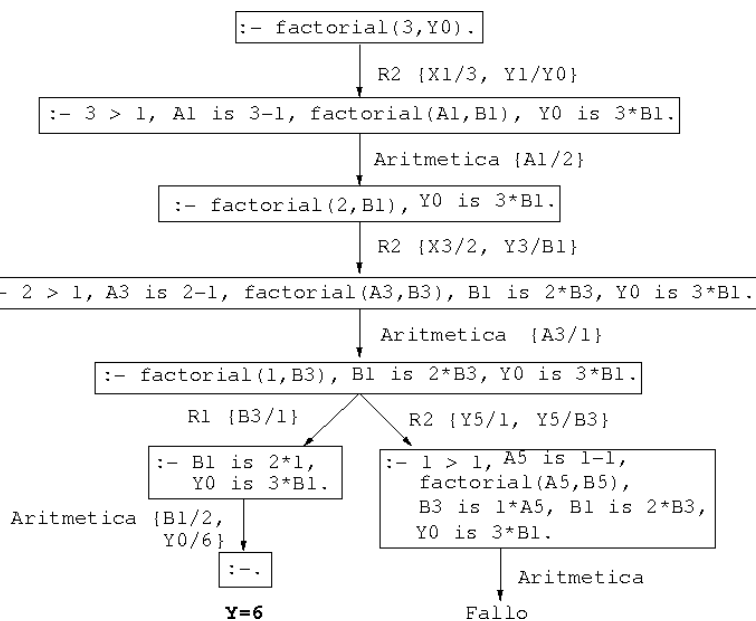 :- factorial(3,Y0).
R2 {X1/3, Y1/Y0}
:- 3 > 1, A1 is 3-1, factorial(A1,B1), Y0 is 3*B1.
Aritmetica {A1/2}
:- factorial(2,B1), Y0 is 3*B1.
R2 {X3/2, Y3/B1}
- 2 > 1, A3 is 2-1, factorial(A3,B3), B1 is 2*B3, Y0 is 3*B1.
Aritmetica {A3/1}
:- factorial(1,B3), B1 is 2*B3, Y0 is 3*B1.
R1 {B3/1}
R2 {Y5/1, Y5/B3}
:- B1 is 2*1,
Y0 is 3*B1.
:- 1 > 1, A5 is 1-1,
factorial(A5,B5),
B3 is 1*A5, B1 is 2*B3,
Y0 is 3*B1.
Aritmetica {B1/2,
Y0/6}
:-.
Aritmetica
Y=6
Fallo